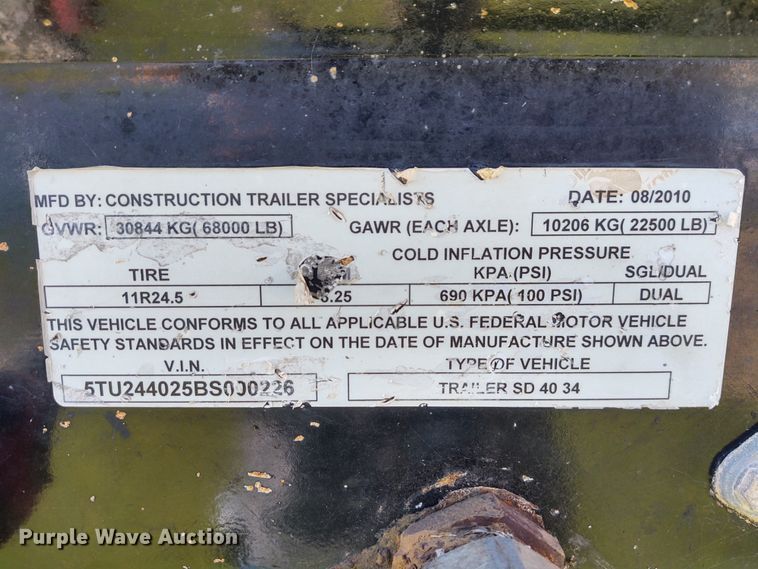 MFD BY: CONSTRUCTION TRAILER SPECIALISTS DATE: 08/2010
GVWR: 30844 KG( 68000 LB) GAWR (EACH AXLE): 10206 KG( 22500 LB)
COLD INFLATION PRESSURE
TIRE KPA (PSI) SGL/DUAL
11R24.5 690 KPA( 100 PSI) DUAL
THIS VEHICLE CONFORMS TO ALL APPLICABLE U.S. FEDERAL MOTOR VEHICLE
SAFETY STANDARDS IN EFFECT ON THE DATE OF MANUFACTURE SHOWN ABOVE.
V.I.N. TYPE OF VEHICLE
5TU244025BS000226 TRAILER SD 40 34
Purple Wave Auction